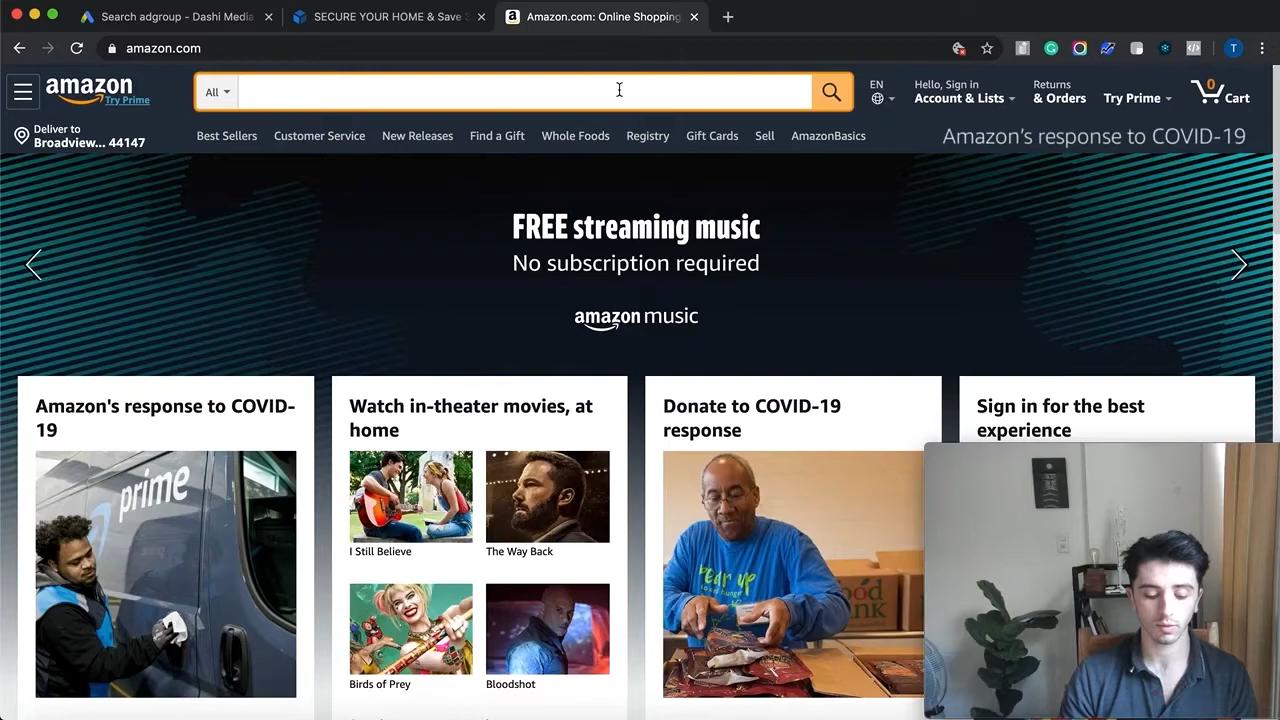 Search adgroup - Dashi Media
SECURE YOUR HOME & Save
Amazon.com: Online Shopping
amazon.com
T
amazon
Try Prime
All
EN
Hello, Sign in
Account & Lists
Returns
& Orders
Try Prime
0
Cart
Deliver to
Broadview... 44147
Best Sellers
Customer Service
New Releases
Find a Gift
Whole Foods
Registry
Gift Cards
Sell
AmazonBasics
Amazon's response to COVID-19
FREE streaming music
No subscription required
amazon music
Amazon's response to COVID-
19
Watch in-theater movies, at
home
Donate to COVID-19
response
Sign in for the best
experience
prime
I Still Believe
The Way Back
Birds of Prey
Bloodshot